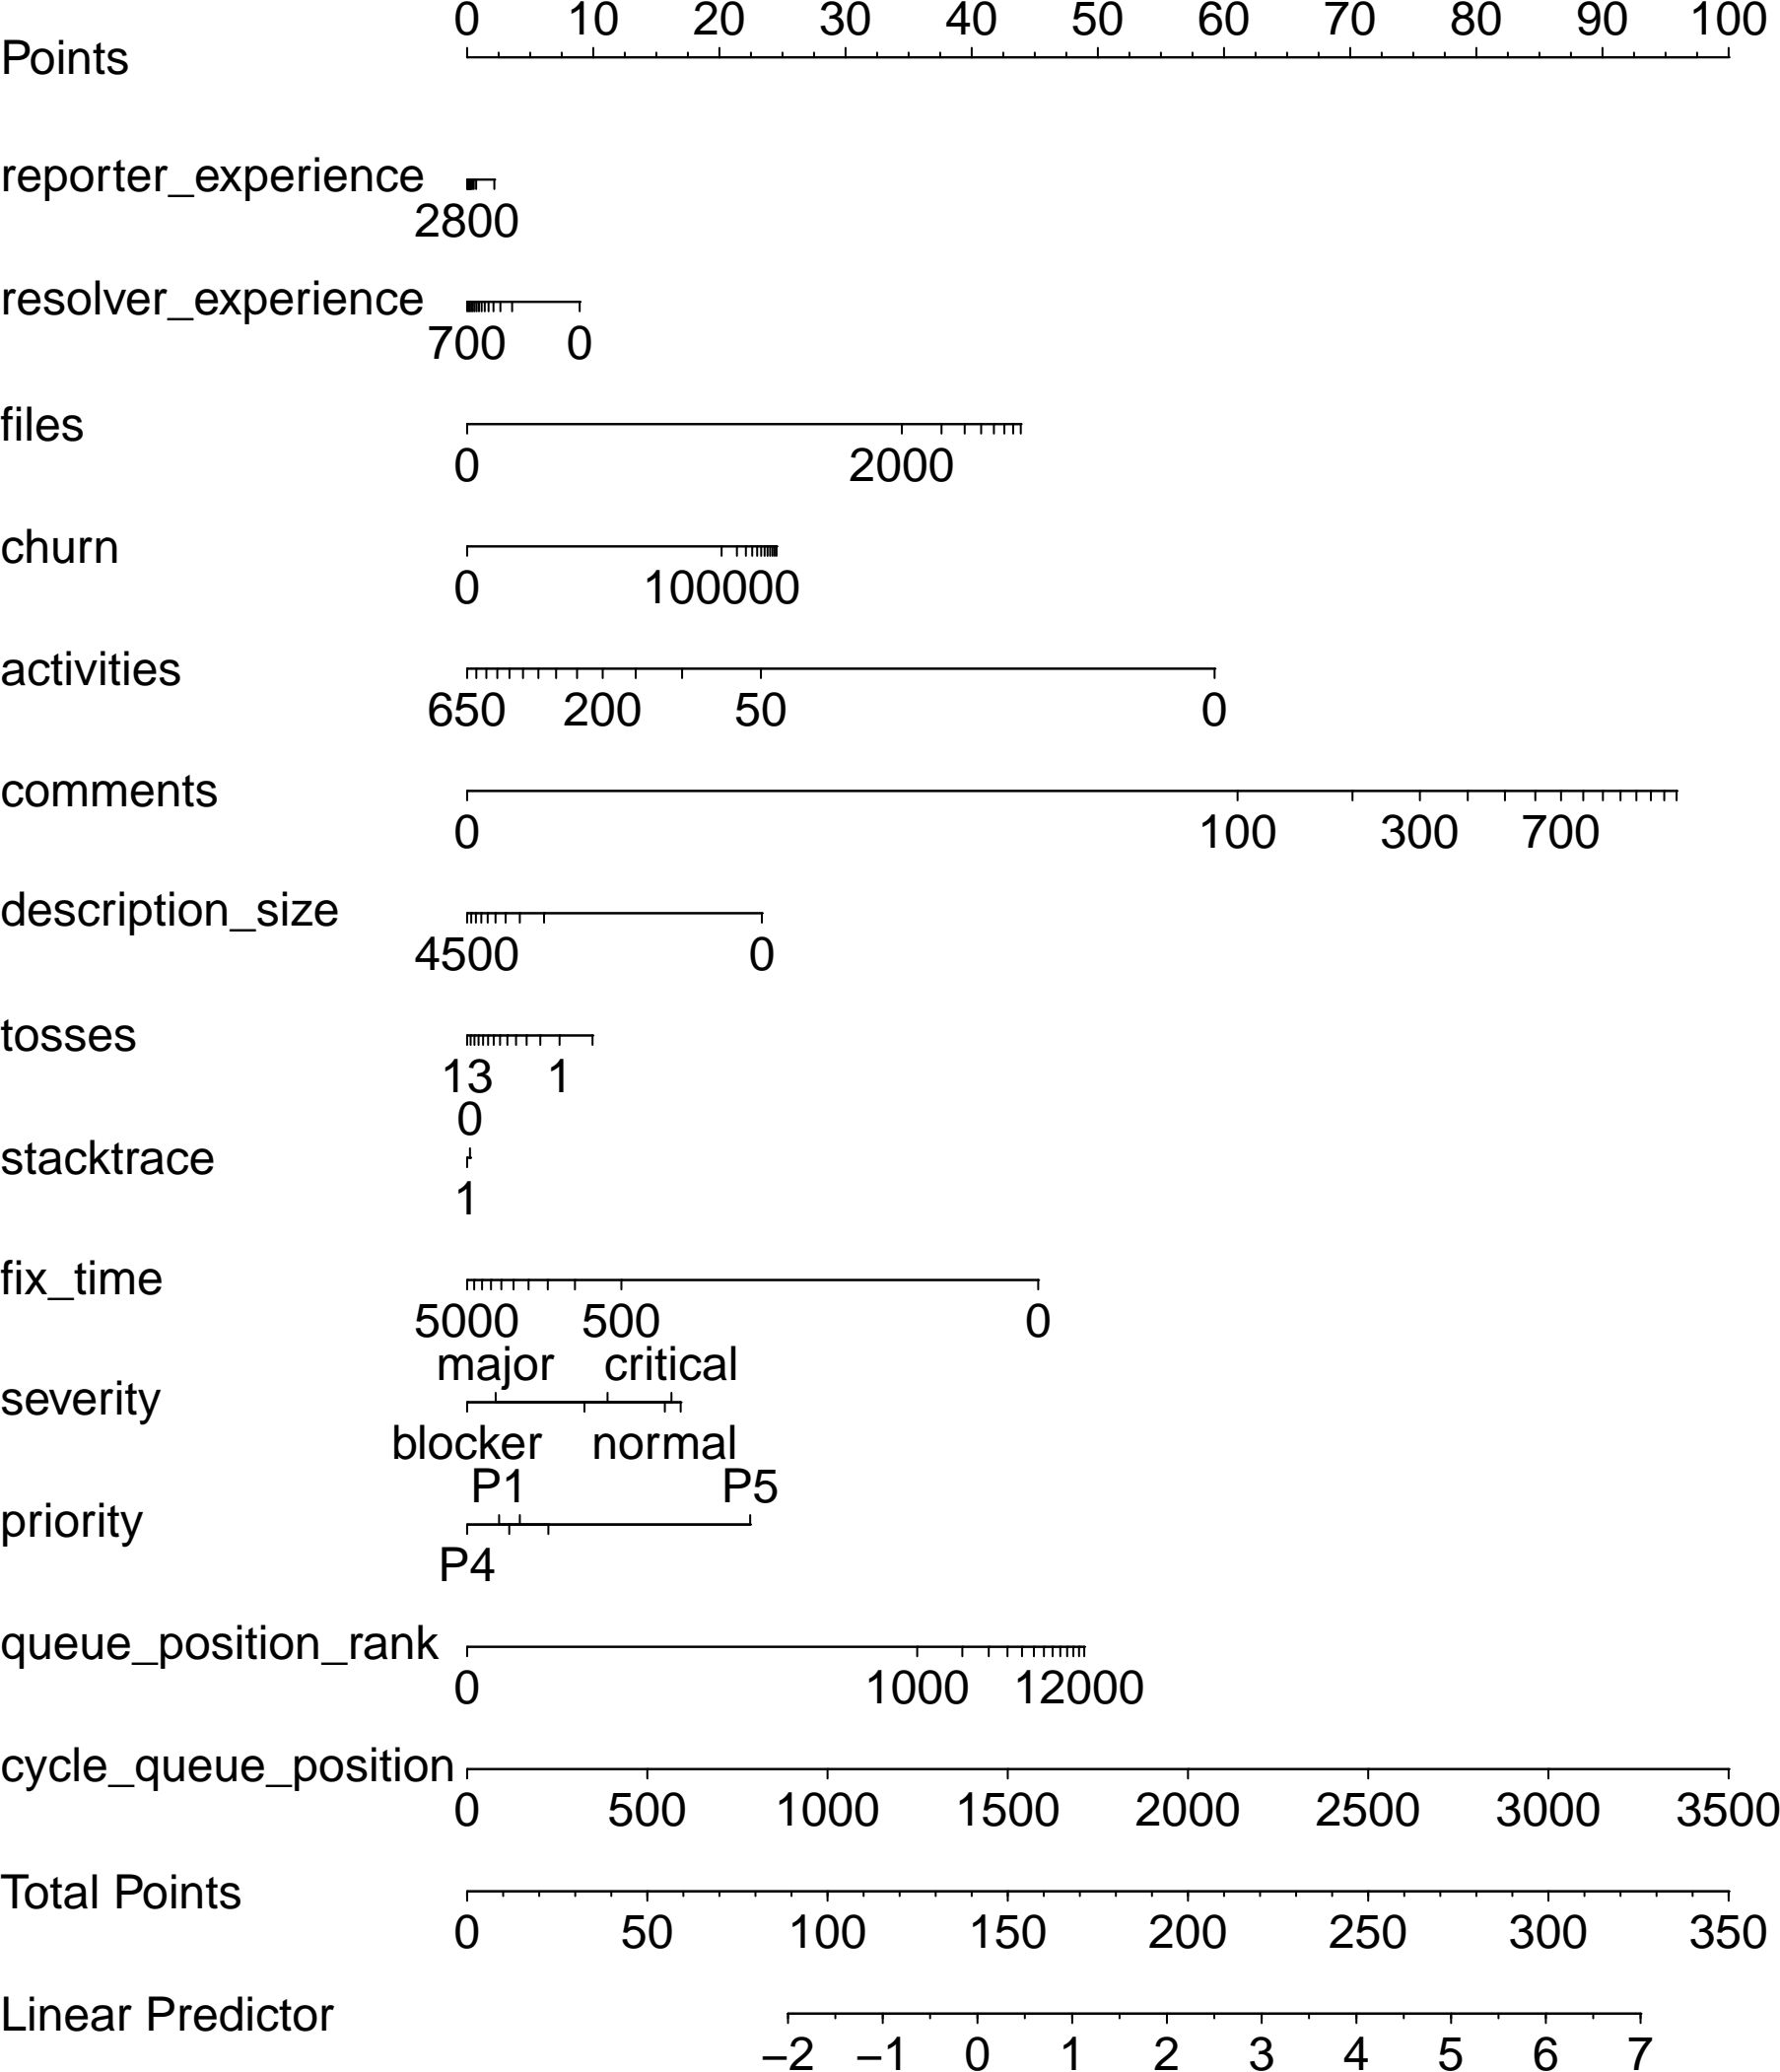 0 10 20 30 40 50 60 70 80 90 100
Points
reporter_experience
2800
resolver_experience
700 0
files
0 2000
churn
0 100000
activities
650 200 50 0
comments
0 100 300 700
description_size
4500 0
tosses
13 1
0
stacktrace
1
fix_time
5000 500 0
major critical
severity
blocker normal
P1 P5
priority
P4
queue_position_rank
0 1000 12000
cycle_queue_position
0 500 1000 1500 2000 2500 3000 3500
Total Points
0 50 100 150 200 250 300 350
Linear Predictor
−2 −1 0 1 2 3 4 5 6 7